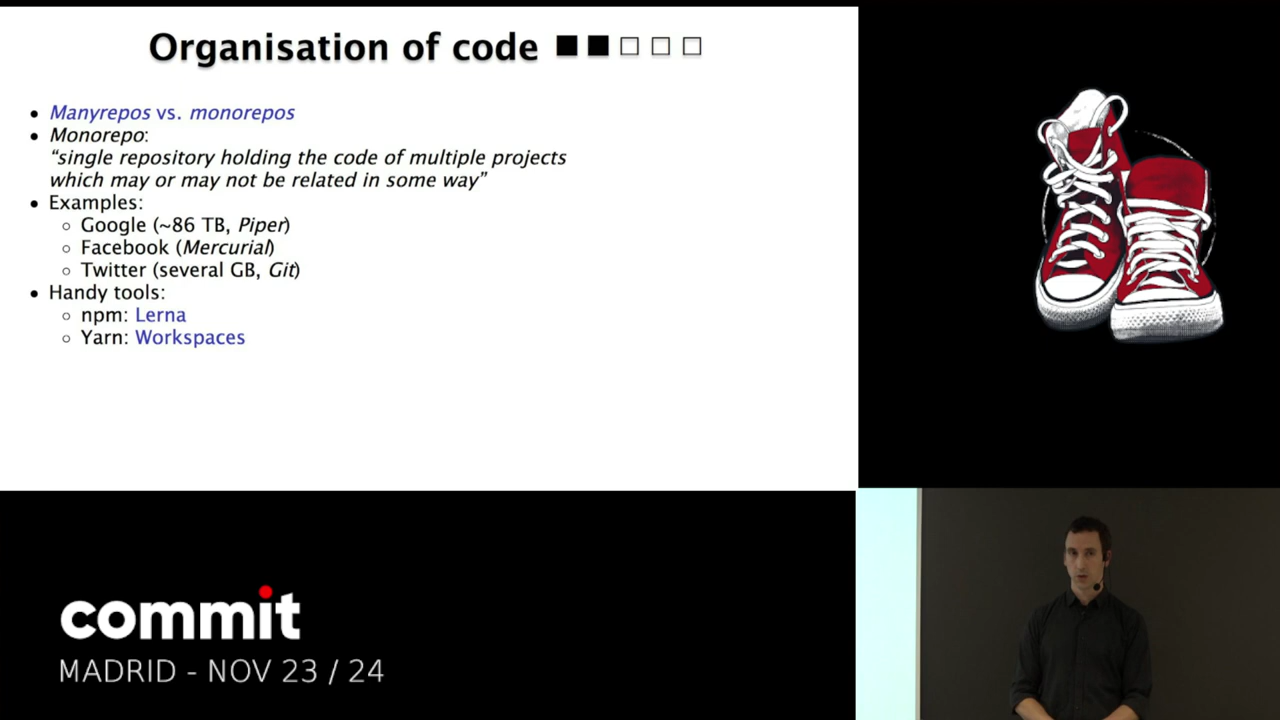 Organisation of code ■■□□□
• Manyrepos vs. monorepos
• Monorepo:
“single repository holding the code of multiple projects
which may or may not be related in some way”
• Examples:
◦ Google (~86 TB, Piper)
◦ Facebook (Mercurial)
◦ Twitter (several GB, Git)
• Handy tools:
◦ npm: Lerna
◦ Yarn: Workspaces
commit
MADRID - NOV 23 / 24